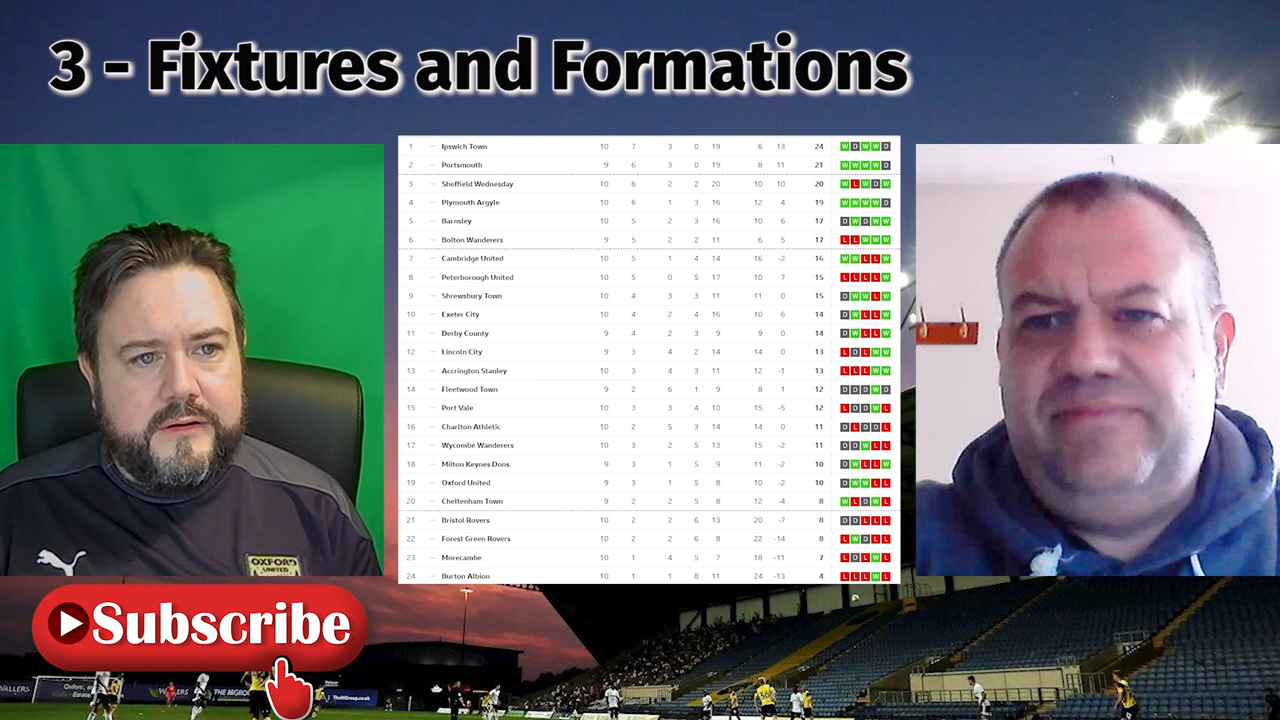 3 - Fixtures and Formations
1 Ipswich Town 10 7 3 0 19 6 13 24 W D W W D
2 Portsmouth 9 6 3 0 19 8 11 21 W W W W D
3 Sheffield Wednesday 10 6 2 2 20 10 10 20 W L W D W
4 Plymouth Argyle 10 6 1 3 16 12 4 19 W W W W D
5 Barnsley 10 5 2 3 16 10 6 17 D W D W W
6 Bolton Wanderers 9 5 2 2 11 6 5 17 L L W W W
7 Cambridge United 10 5 1 4 14 16 -2 16 W W L L W
8 Peterborough United 10 5 0 5 17 10 7 15 L L L L W
9 Shrewsbury Town 10 4 3 3 11 11 0 15 D W W L W
10 Exeter City 10 4 2 4 16 10 6 14 D W L L W
11 Derby County 9 4 2 3 9 9 0 14 D W L L W
12 Lincoln City 9 3 4 2 14 14 0 13 L D L W W
13 Accrington Stanley 10 3 4 3 11 12 -1 13 L L L W W
14 Fleetwood Town 9 2 6 1 9 8 1 12 D D D W D
15 Port Vale 10 3 3 4 10 15 -5 12 L D D W L
16 Charlton Athletic 10 2 5 3 14 14 0 11 D L D D L
17 Wycombe Wanderers 10 3 2 5 13 15 -2 11 D D W L L
18 Milton Keynes Dons 9 3 1 5 9 11 -2 10 D W L L W
19 Oxford United 9 3 1 5 8 10 -2 10 D W W L L
20 Cheltenham Town 9 2 2 5 8 12 -4 8 W L D W L
21 Bristol Rovers 10 2 2 6 13 20 -7 8 D D L L L
22 Forest Green Rovers 10 2 2 6 8 22 -14 8 L W D L L
23 Morecambe 10 1 4 5 7 18 -11 7 L D L W L
24 Burton Albion 10 1 1 8 11 24 -13 4 L L L W L
OXFORD
UNITED
Subscribe
WALLERS